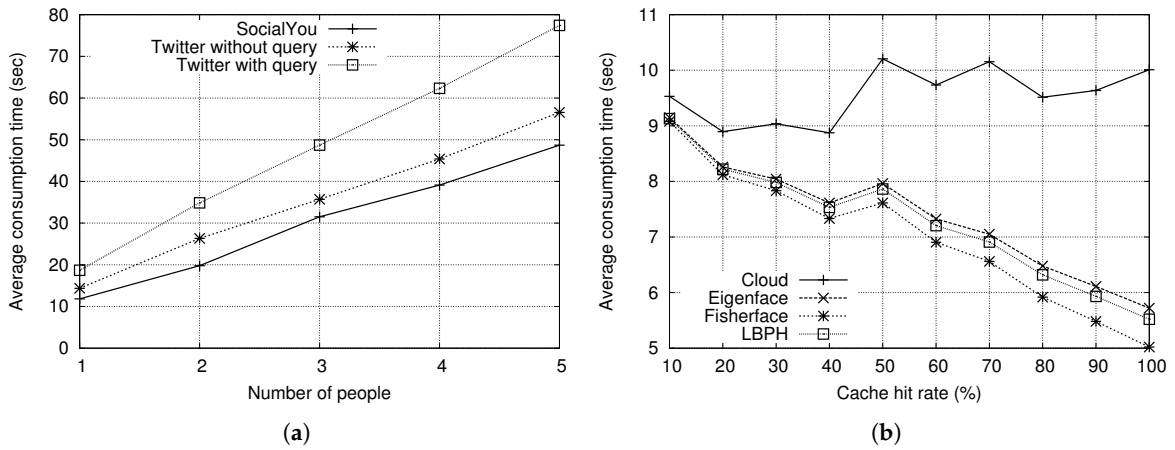 80
70
60
50
40
30
20
10
0
Average consumption time (sec)
SocialYou
Twitter without query
Twitter with query
1 2 3 4 5
Number of people
(a)
11
10
9
8
7
6
5
Average consumption time (sec)
Cloud
Eigenface
Fisherface
LBPH
10 20 30 40 50 60 70 80 90 100
Cache hit rate (%)
(b)